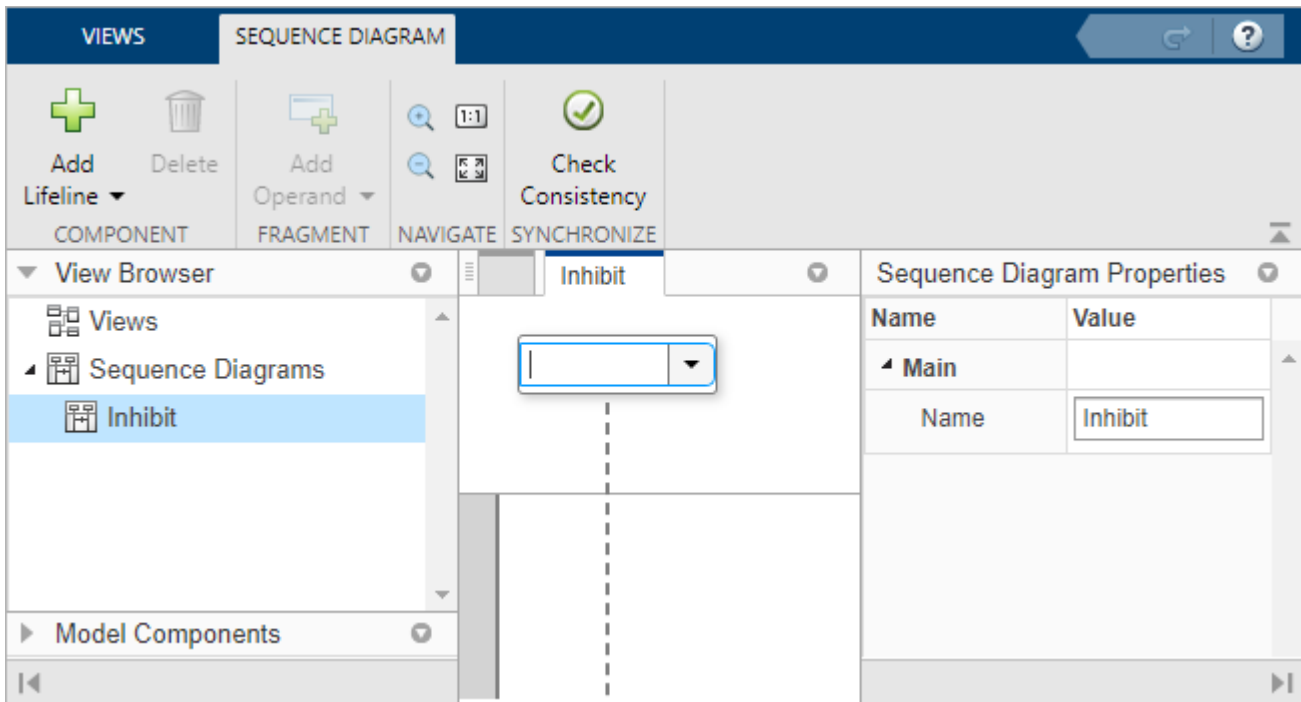 VIEWS
SEQUENCE DIAGRAM
?
1:1
Add
Lifeline
Delete
Add
Operand
Check
Consistency
COMPONENT
FRAGMENT
NAVIGATE
SYNCHRONIZE
View Browser
Inhibit
Sequence Diagram Properties
Views
Sequence Diagrams
Inhibit
Name Value
Main
Name Inhibit
Model Components